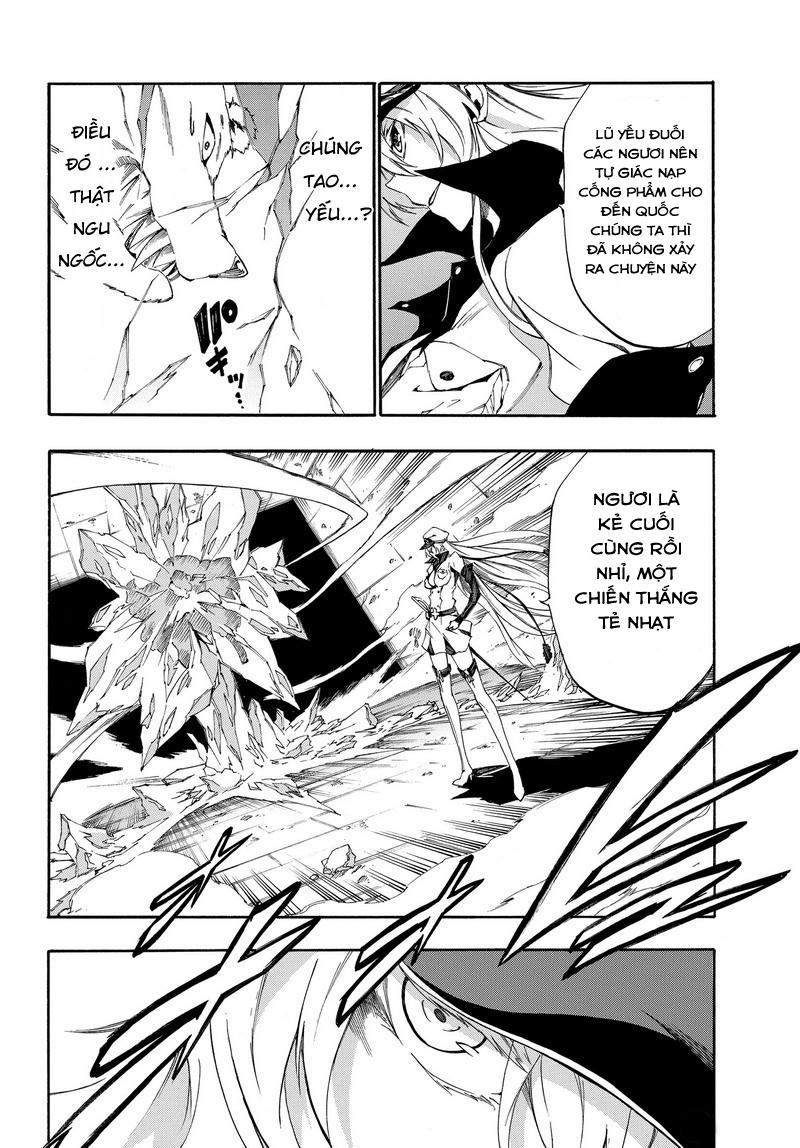 LŨ YẾU ĐUỐI
CÁC NGƯƠI NÊN
TỰ GIÁC NẠP
CỐNG PHẨM CHO
ĐẾN QUỐC
CHÚNG TA THÌ
ĐÃ KHÔNG XẢY
RA CHUYỆN NÀY
CHÚNG
TAO...
YẾU...?
ĐIỀU
ĐÓ ...
THẬT
NGU
NGỐC...
NGƯƠI LÀ
KẺ CUỐI
CÙNG RỒI
NHỈ, MỘT
CHIẾN THẮNG
TẺ NHẠT